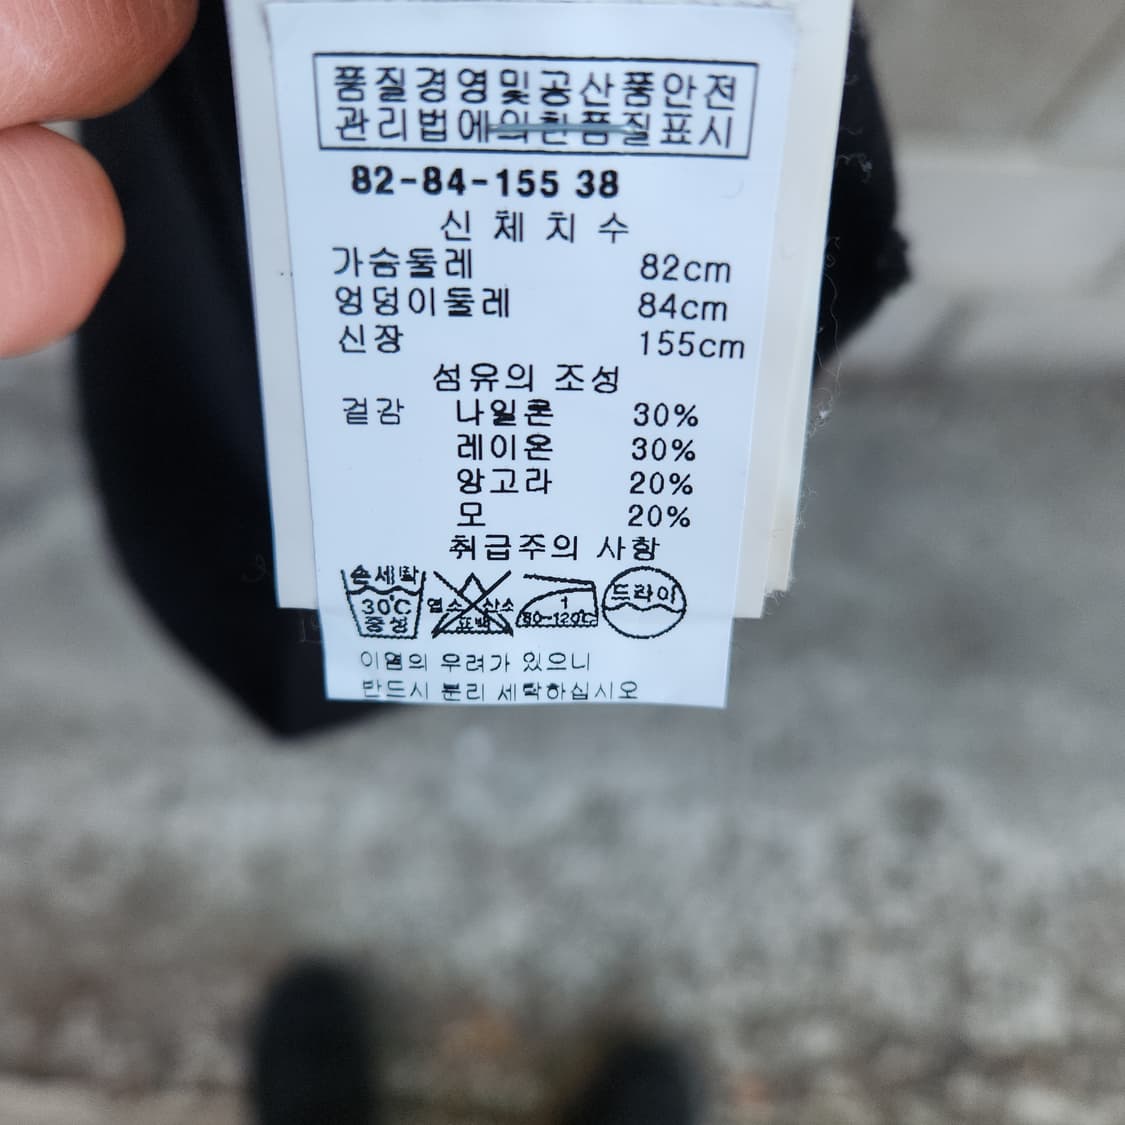 품질경영및공산품안전
관리법에의한품질표시
82-84-155 38
신체치수
가슴둘레 82cm
엉덩이둘레 84cm
신장 155cm
섬유의 조성
겉감 나일론 30%
레이온 30%
앙고라 20%
모 20%
취급주의 사항
손세탁
30℃
중성
염소 산소
표백
1
80~120℃
드라이
이염의 우려가 있으니
반드시 분리 세탁하십시오